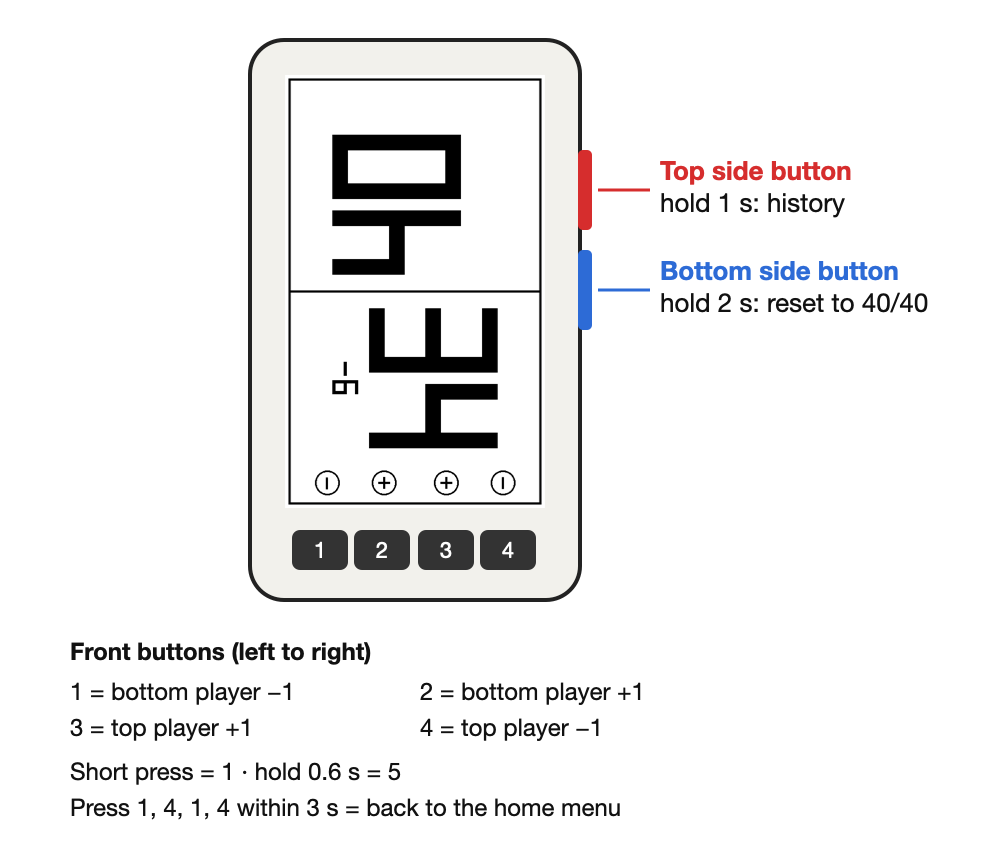 40
-6
34
⊖ ⊕ ⊕ ⊖
1 2 3 4
Top side button
hold 1 s: history
Bottom side button
hold 2 s: reset to 40/40
Front buttons (left to right)
1 = bottom player −1
2 = bottom player +1
3 = top player +1
4 = top player −1
Short press = 1 · hold 0.6 s = 5
Press 1, 4, 1, 4 within 3 s = back to the home menu